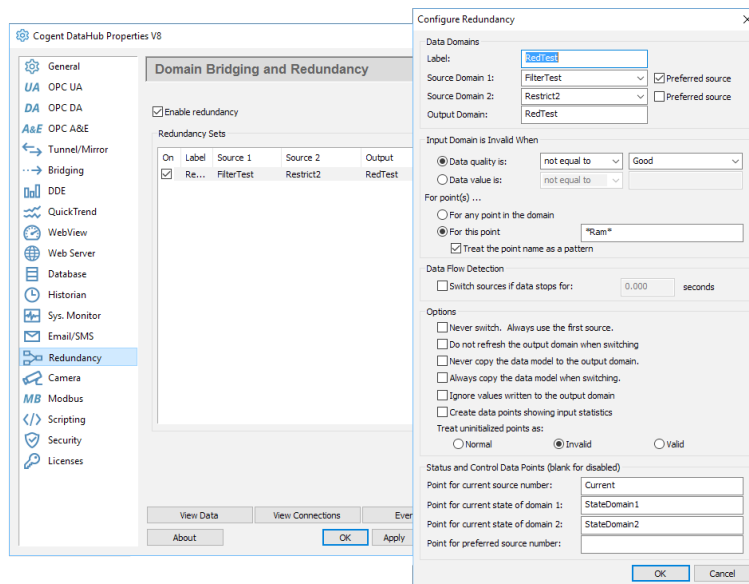 Cogent DataHub Properties V8
General
UA OPC UA
DA OPC DA
A&E OPC A&E
Tunnel/Mirror
Bridging
DDE
QuickTrend
WebView
Web Server
Database
Historian
Sys. Monitor
Email/SMS
Redundancy
Camera
MB Modbus
Scripting
Security
Licenses
Domain Bridging and Redundancy
Enable redundancy
Redundancy Sets
On Label Source 1 Source 2 Output
Re... FilterTest Restrict2 RedTest
View Data View Connections
About OK Apply
Configure Redundancy
Data Domains
Label: RedTest
Source Domain 1: FilterTest Preferred source
Source Domain 2: Restrict2 Preferred source
Output Domain: RedTest
Input Domain is Invalid When
Data quality is: not equal to Good
Data value is: not equal to
For point(s) ...
For any point in the domain
For this point *Ram*
Treat the point name as a pattern
Data Flow Detection
Switch sources if data stops for: 0.000 seconds
Options
Never switch. Always use the first source.
Do not refresh the output domain when switching
Never copy the data model to the output domain.
Always copy the data model when switching.
Ignore values written to the output domain
Create data points showing input statistics
Treat uninitialized points as:
Normal Invalid Valid
Status and Control Data Points (blank for disabled)
Point for current source number: Current
Point for current state of domain 1: StateDomain1
Point for current state of domain 2: StateDomain2
Point for preferred source number:
OK Cancel